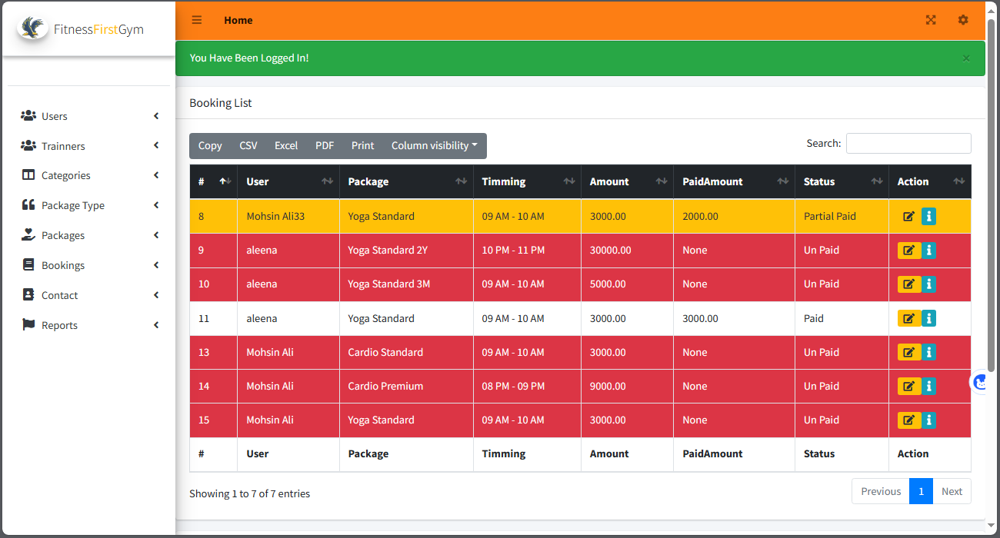 FitnessFirstGym
Home
You Have Been Logged In!
×
Users
Trainners
Categories
Package Type
Packages
Bookings
Contact
Reports
Booking List
Copy CSV Excel PDF Print Column visibility
Search:
# User Package Timming Amount PaidAmount Status Action
8 Mohsin Ali33 Yoga Standard 09 AM - 10 AM 3000.00 2000.00 Partial Paid
9 aleena Yoga Standard 2Y 10 PM - 11 PM 30000.00 None Un Paid
10 aleena Yoga Standard 3M 09 AM - 10 AM 5000.00 None Un Paid
11 aleena Yoga Standard 09 AM - 10 AM 3000.00 3000.00 Paid
13 Mohsin Ali Cardio Standard 09 AM - 10 AM 3000.00 None Un Paid
14 Mohsin Ali Cardio Premium 08 PM - 09 PM 9000.00 None Un Paid
15 Mohsin Ali Yoga Standard 09 AM - 10 AM 3000.00 None Un Paid
# User Package Timming Amount PaidAmount Status Action
Showing 1 to 7 of 7 entries
Previous 1 Next